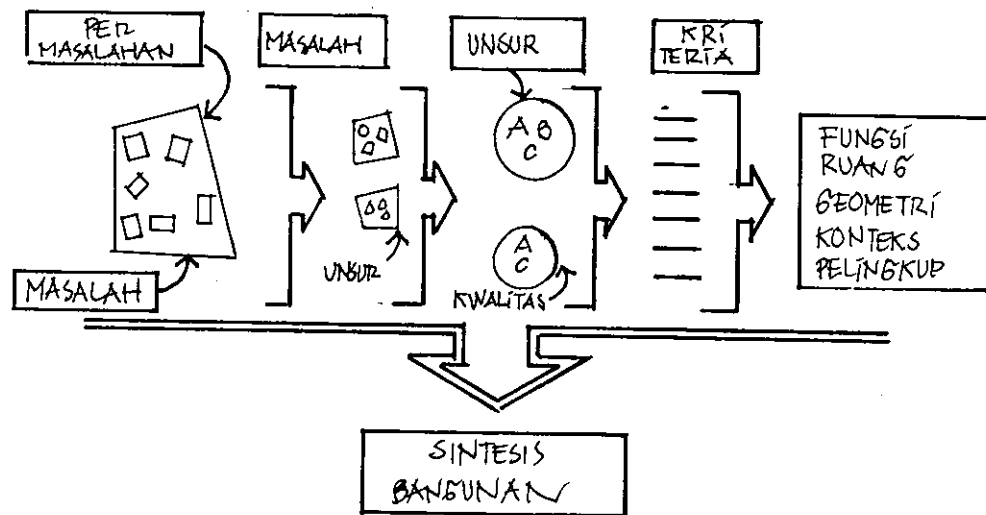 PER
MASALAHAN
MASALAH
UNSUR
KRI
TERIA
A B
C
FUNGSI
RUANG
GEOMETRI
KONTEKS
PELINGKUP
A
C
UNSUR
MASALAH
KWALITAS
SINTESIS
BANGUNAN